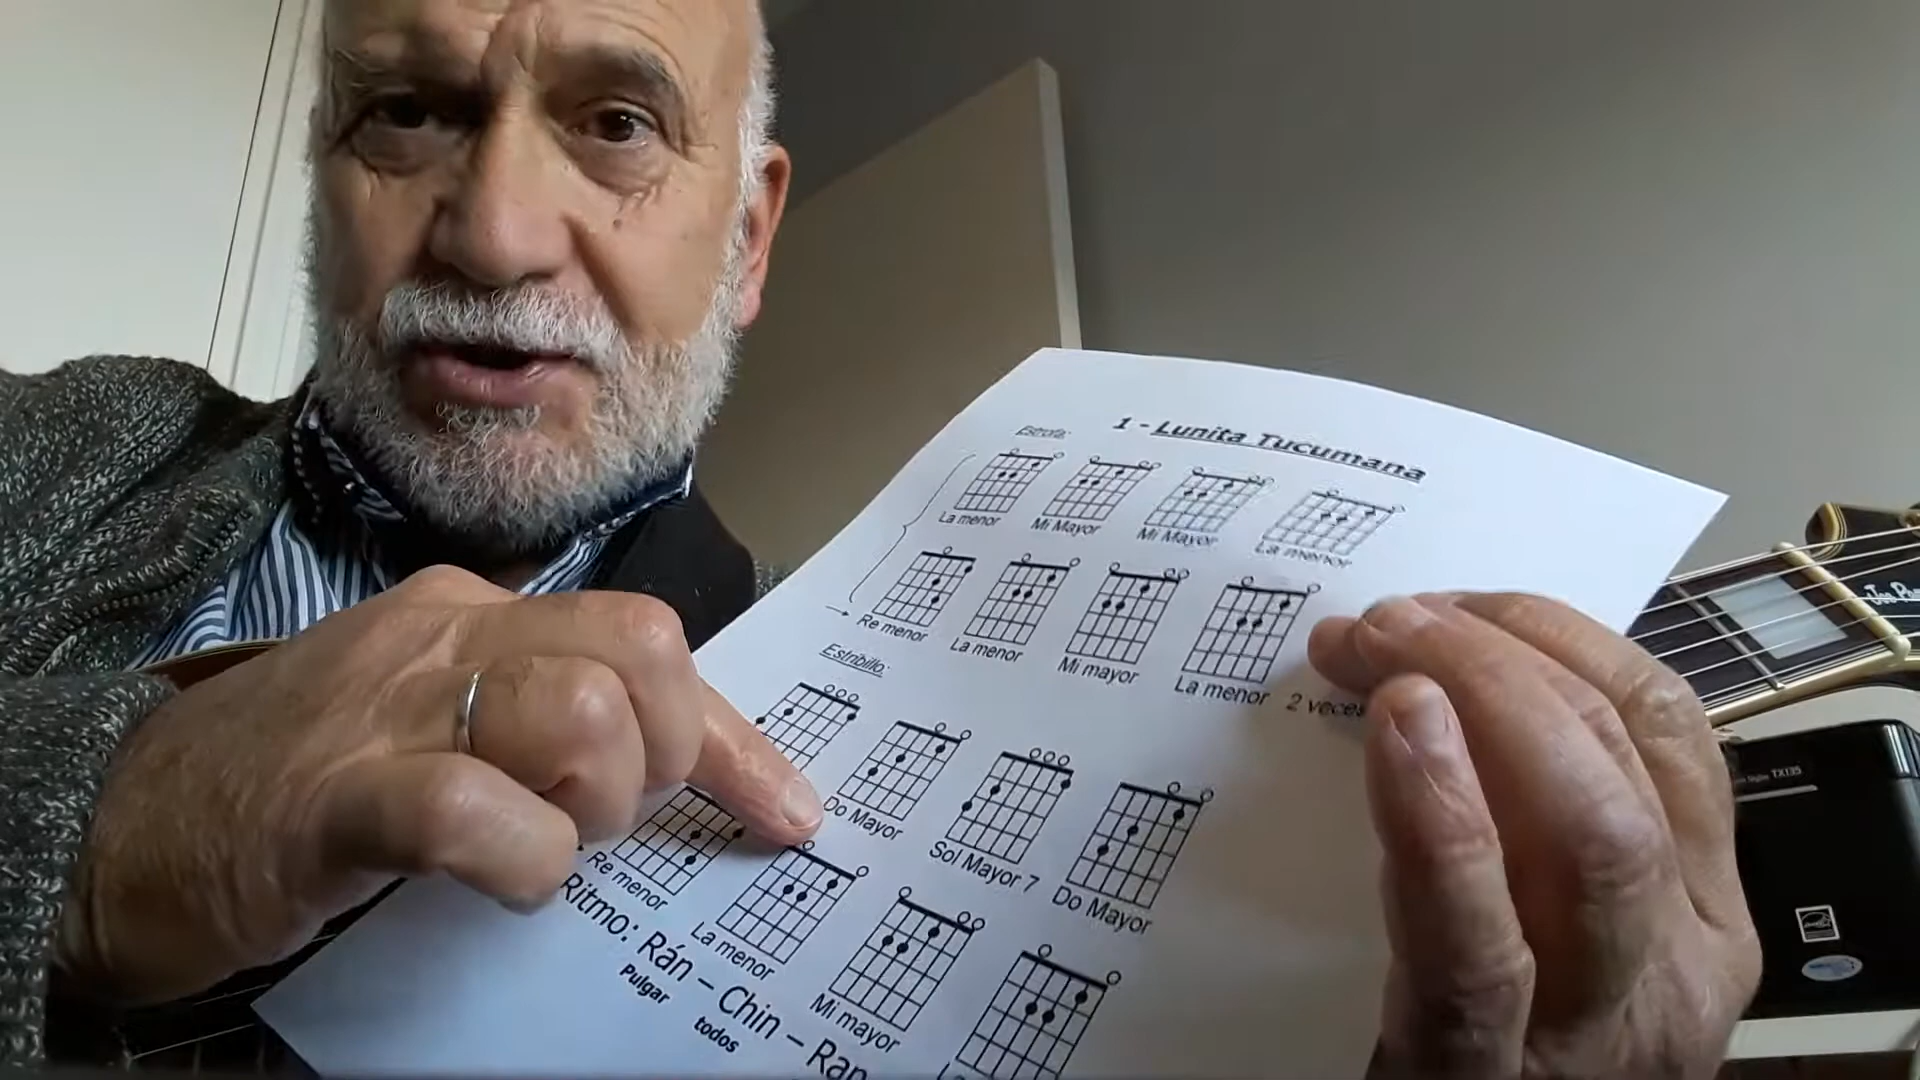 1 - Lunita Tucumana
Estrofa:
La menor Mi Mayor Mi Mayor La menor
Re menor La menor Mi mayor La menor 2 veces
Estribillo:
Do Mayor Sol Mayor 7 Do Mayor
Re menor La menor Mi mayor
Ritmo: Rán – Chin – Ran
Pulgar todos
TX135